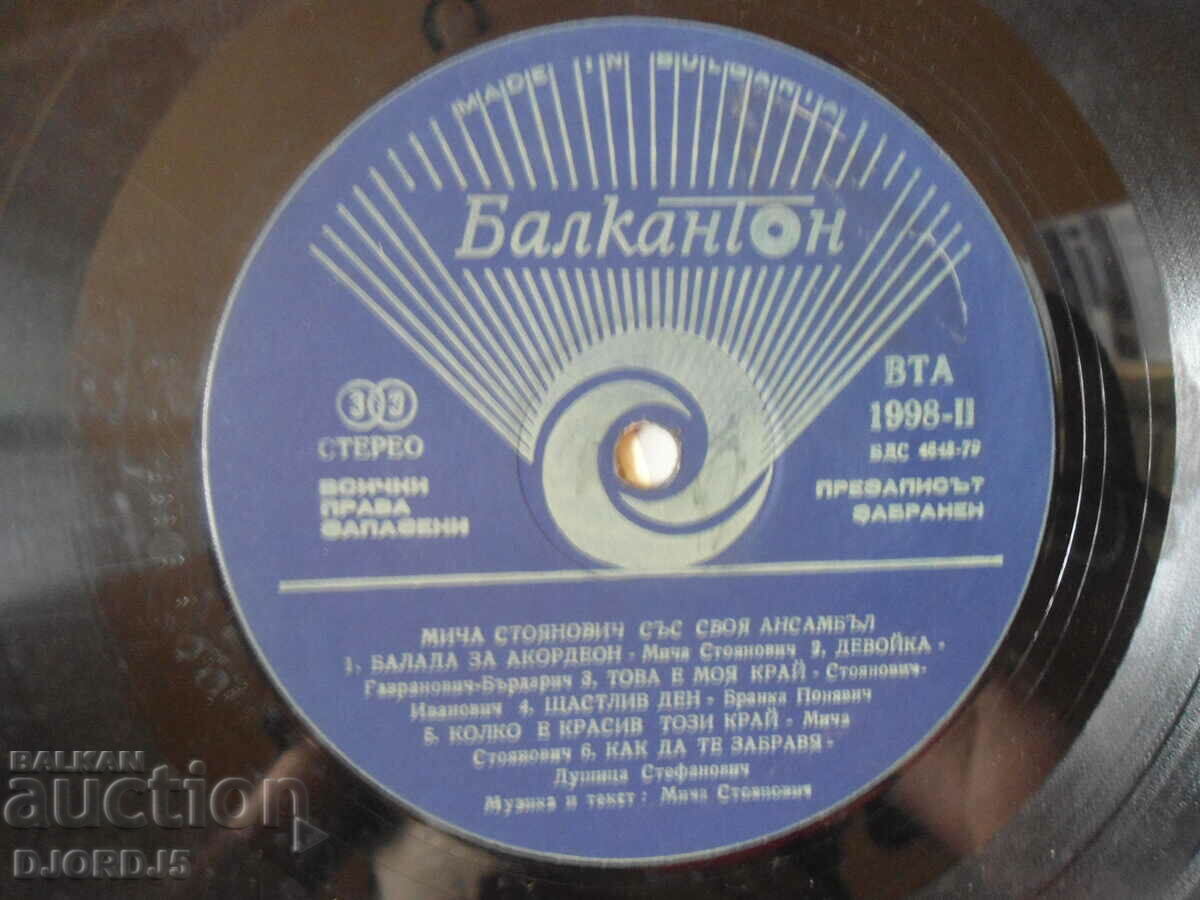 MADE IN BULGARIA
Балкантон
33
СТЕРЕО
ВСИЧКИ
ПРАВА
ЗАПАЗЕНИ
ВТА
1998-II
БДС 4848-79
ПРЕЗАПИСЪТ
ЗАБРАНЕН
МИЧА СТОЯНОВИЧ СЪС СВОЯ АНСАМБЪЛ
1. БАЛАДА ЗА АКОРДЕОН - Мича Стоянович 2. ДЕВОЙКА -
Гавранович-Бърдарич 3. ТОВА Е МОЯ КРАЙ - Стоянович-
Иванович 4. ЩАСТЛИВ ДЕН - Бранка Понявич
5. КОЛКО Е КРАСИВ ТОЗИ КРАЙ - Мича
Стоянович 6. КАК ДА ТЕ ЗАБРАВЯ -
Душица Стефанович
Музика и текст: Мича Стоянович
BALKAN
auction
DJORD_J5